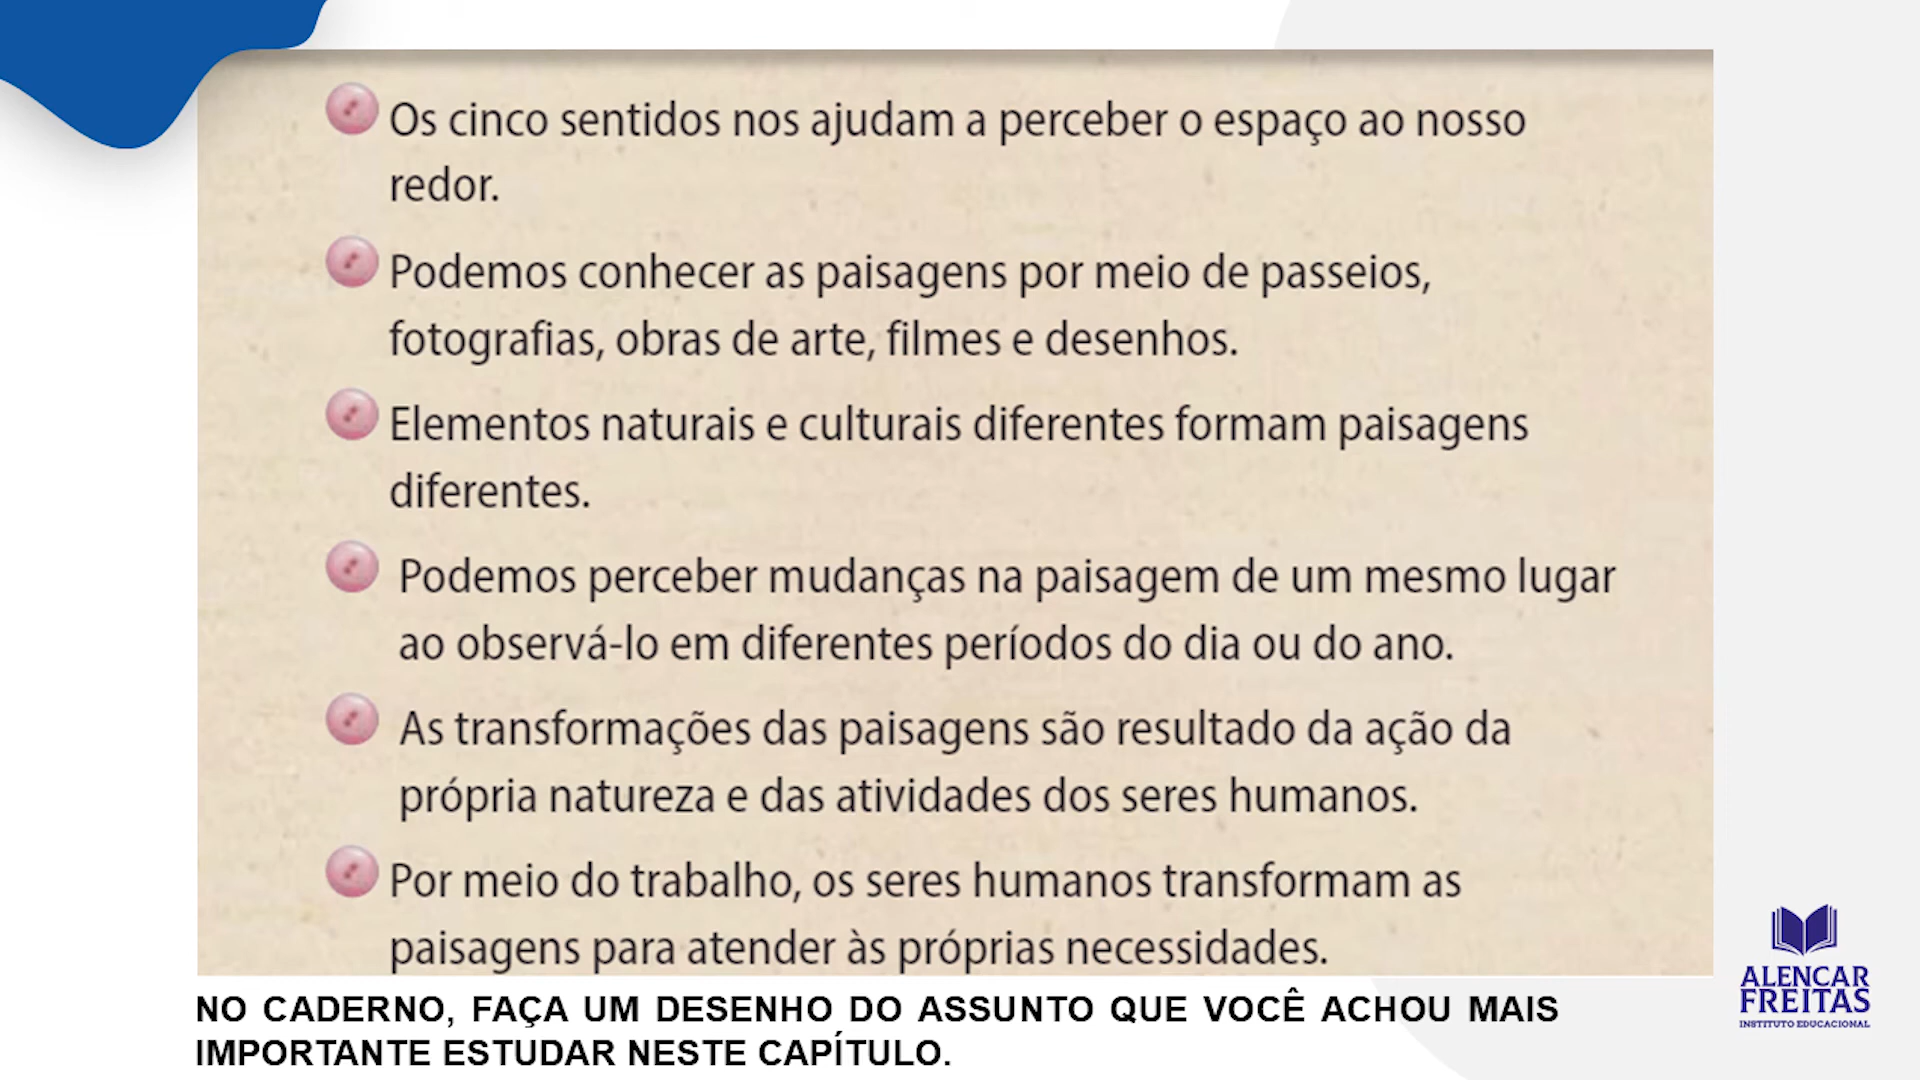 Os cinco sentidos nos ajudam a perceber o espaço ao nosso
redor.
Podemos conhecer as paisagens por meio de passeios,
fotografias, obras de arte, filmes e desenhos.
Elementos naturais e culturais diferentes formam paisagens
diferentes.
Podemos perceber mudanças na paisagem de um mesmo lugar
ao observá-lo em diferentes períodos do dia ou do ano.
As transformações das paisagens são resultado da ação da
própria natureza e das atividades dos seres humanos.
Por meio do trabalho, os seres humanos transformam as
paisagens para atender às próprias necessidades.
NO CADERNO, FAÇA UM DESENHO DO ASSUNTO QUE VOCÊ ACHOU MAIS
IMPORTANTE ESTUDAR NESTE CAPÍTULO.
ALENCAR
FREITAS
INSTITUTO EDUCACIONAL